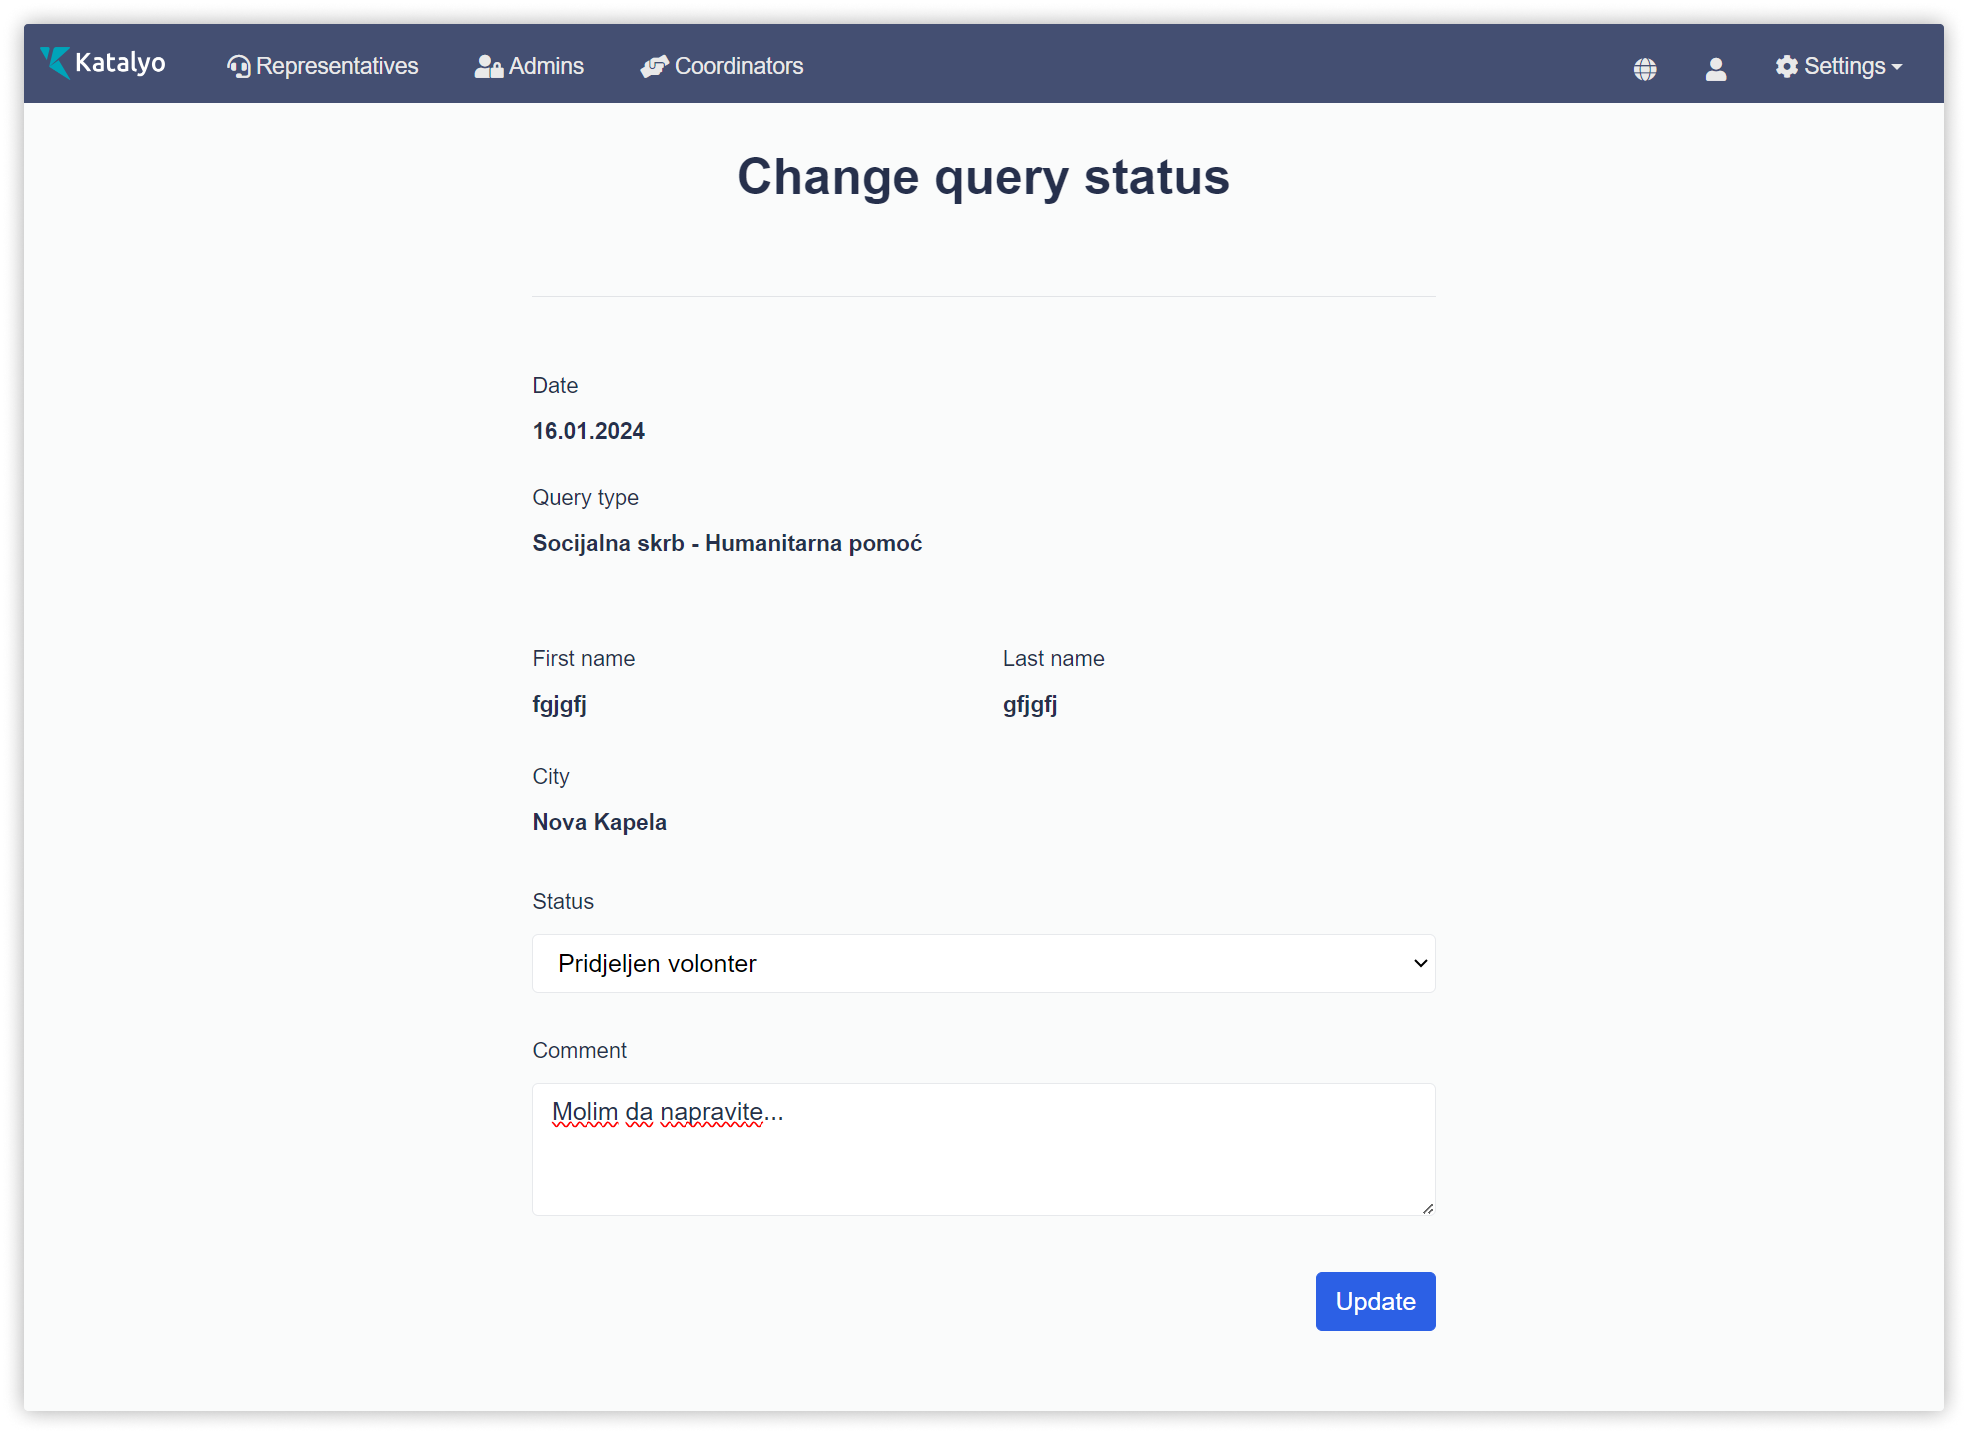 Katalyo Representatives Admins Coordinators Settings
Change query status
Date
16.01.2024
Query type
Socijalna skrb - Humanitarna pomoć
First name Last name
fgjgfj gfjgfj
City
Nova Kapela
Status
Pridjeljen volonter
Comment
Molim da napravite...
Update